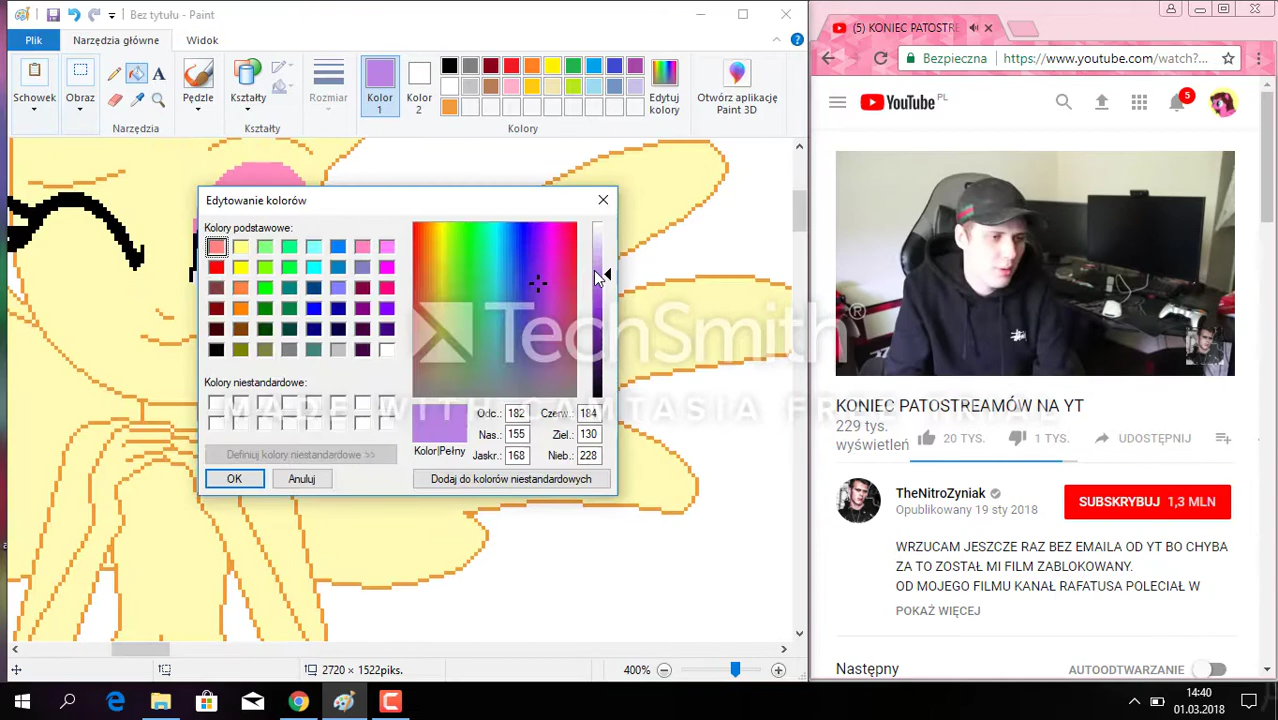 Bez tytułu - Paint
Plik
Narzędzia główne
Widok
Schowek
Obraz
Narzędzia
Pędzle
Kształty
Kształty
Rozmiar
Kolor
1
Kolor
2
Edytuj
kolory
Kolory
Otwórz aplikację
Paint 3D
Edytowanie kolorów
Kolory podstawowe:
Kolory niestandardowe:
Definiuj kolory niestandardowe >>
OK
Anuluj
Kolor|Pełny
Odc.: 182
Czerw.: 184
Nas.: 155
Ziel.: 130
Jaskr.: 168
Nieb.: 228
Dodaj do kolorów niestandardowych
TechSmith®
MADE WITH CAMTASIA FREE TRIAL
2720 × 1522piks.
400%
(5) KONIEC PATOSTRE
Bezpieczna
https://www.youtube.com/watch?...
YouTube PL
5
KONIEC PATOSTREAMÓW NA YT
229 tys.
wyświetleń
20 TYS.
1 TYS.
UDOSTĘPNIJ
TheNitroZyniak
Opublikowany 19 sty 2018
SUBSKRYBUJ 1,3 MLN
WRZUCAM JESZCZE RAZ BEZ EMAILA OD YT BO CHYBA
ZA TO ZOSTAŁ MI FILM ZABLOKOWANY.
OD MOJEGO FILMU KANAŁ RAFATUSA POLECIAŁ W
POKAŻ WIĘCEJ
Następny
AUTOODTWARZANIE
14:40
01.03.2018